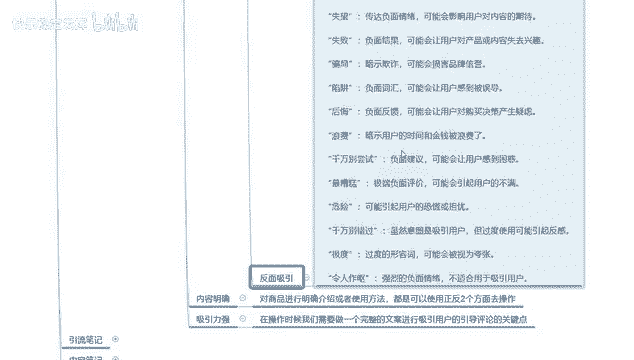 "失望"：传达负面情绪，可能会影响用户对内容的期待。
"失败"：负面结果，可能会让用户对产品或内容失去兴趣。
"骗局"：暗示欺诈，可能会损害品牌信誉。
"陷阱"：负面词汇，可能会让用户感到被误导。
"后悔"：负面反馈，可能会让用户对购买决策产生疑虑。
"浪费"：暗示用户的时间和金钱被浪费了。
"千万别尝试"：负面建议，可能会让用户感到困惑。
"最糟糕"：极端负面评价，可能会引起用户的不满。
"危险"：可能引起用户的恐慌或担忧。
"千万别错过"：虽然意图是吸引用户，但过度使用可能引起反感。
"极度"：过度的形容词，可能会被视为夸张。
"令人作呕"：强烈的负面情绪，不适合用于吸引用户。
反面吸引
内容明确
对商品进行明确介绍或者使用方法，都是可以使用正反2个方面去操作
吸引力强
在操作时候我们需要做一个完整的文案进行吸引用户的引导评论的关键点
引流笔记
内容笔记